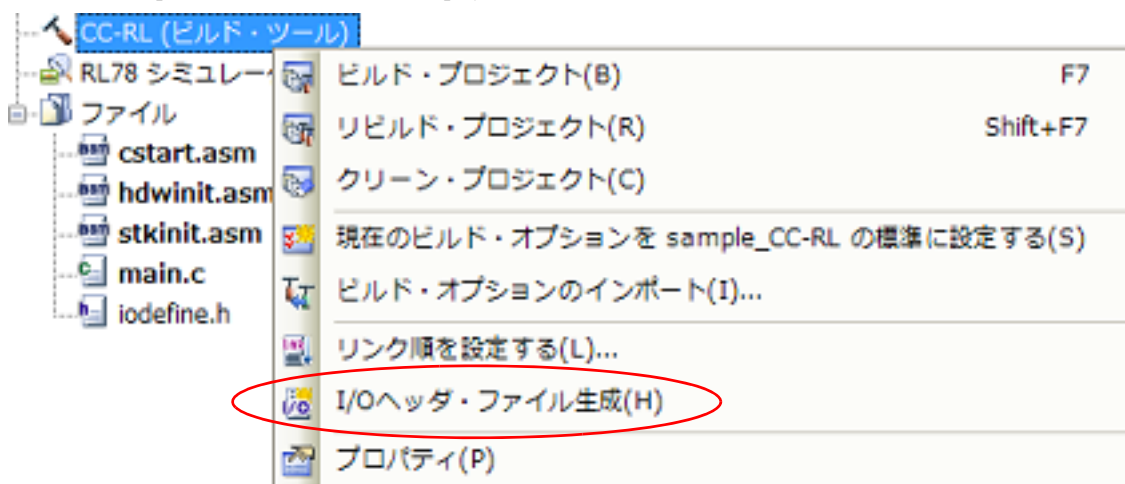 CC-RL (ビルド・ツール)
RL78 シミュレー
ファイル
cstart.asm
hdwinit.asm
stkinit.asm
main.c
iodefine.h
ビルド・プロジェクト(B) F7
リビルド・プロジェクト(R) Shift+F7
クリーン・プロジェクト(C)
現在のビルド・オプションを sample_CC-RL の標準に設定する(S)
ビルド・オプションのインポート(I)...
リンク順を設定する(L)...
I/Oヘッダ・ファイル生成(H)
プロパティ(P)